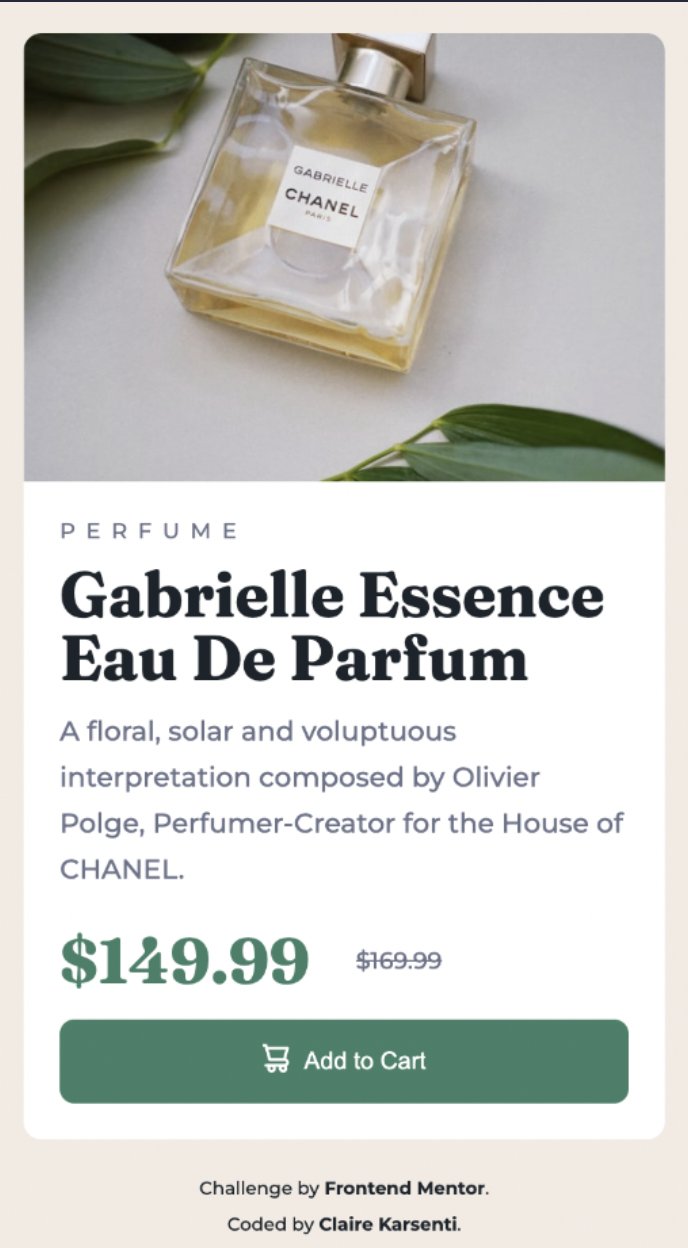 GABRIELLE
CHANEL
PARIS
PERFUME
Gabrielle Essence
Eau De Parfum
A floral, solar and voluptuous
interpretation composed by Olivier
Polge, Perfumer-Creator for the House of
CHANEL.
$149.99 $169.99
Add to Cart
Challenge by Frontend Mentor.
Coded by Claire Karsenti.